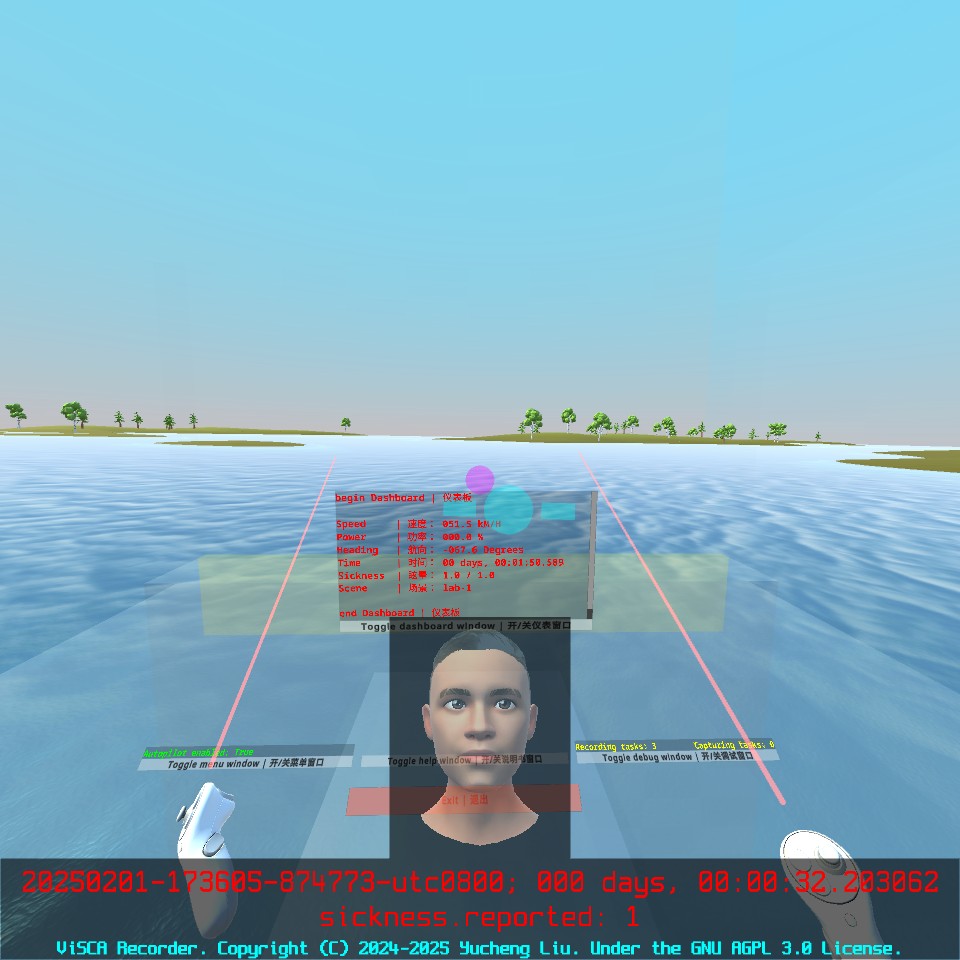 begin Dashboard | 仪表板
Speed | 速度： 051.5 kM/H
Power | 功率： 000.0 %
Heading | 航向： -067.6 Degrees
Time | 时间： 00 days, 00:01:50.589
Sickness | 眩晕： 1.0 / 1.0
Scene | 场景： lab-1
end Dashboard | 仪表板
Toggle dashboard window | 开/关仪表窗口
Autopilot enabled: True
Toggle menu window | 开/关菜单窗口
Toggle help window | 开/关说明书窗口
Recording tasks: 3 Capturing tasks: 0
Toggle debug window | 开/关调试窗口
Exit | 退出
20250201-173605-874773-utc0800; 000 days, 00:00:32.203062
sickness.reported: 1
ViSCA Recorder. Copyright (C) 2024-2025 Yucheng Liu. Under the GNU AGPL 3.0 License.